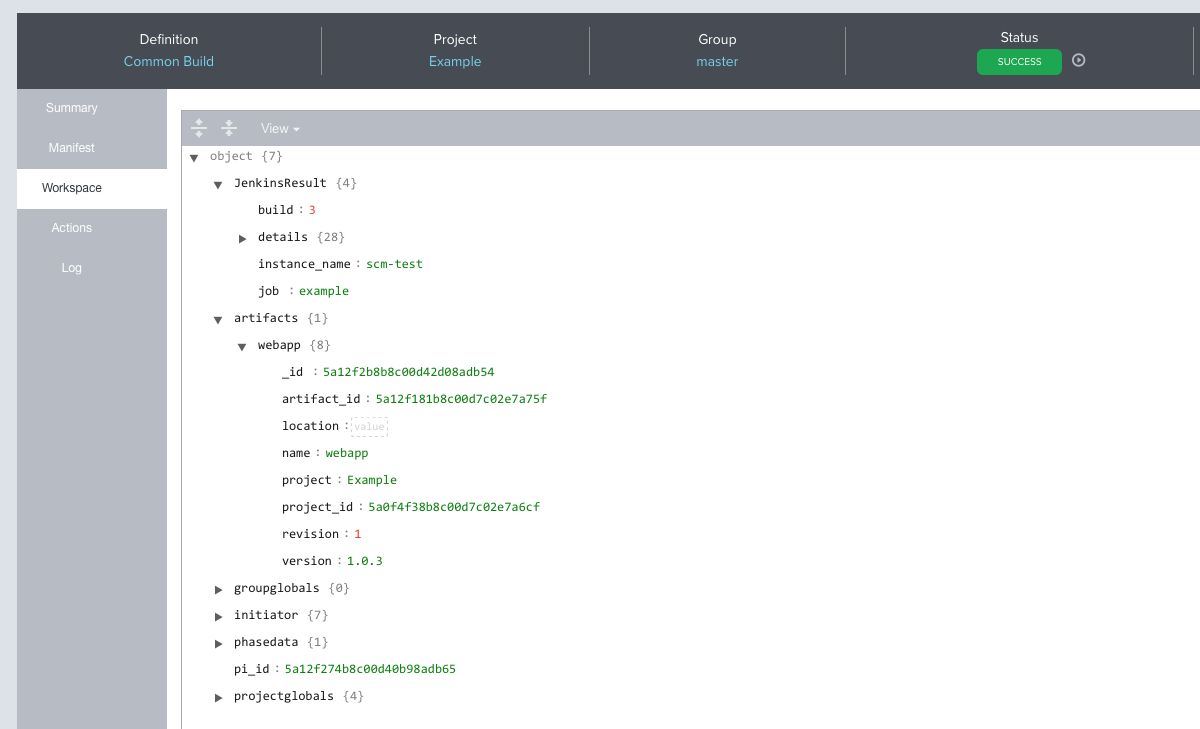 Definition Project Group Status
Common Build Example master SUCCESS
Summary
Manifest
Workspace
Actions
Log
View
object {7}
JenkinsResult {4}
build : 3
details {28}
instance_name : scm-test
job : example
artifacts {1}
webapp {8}
_id : 5a12f2b8b8c00d42d08adb54
artifact_id : 5a12f181b8c00d7c02e7a75f
location : value
name : webapp
project : Example
project_id : 5a0f4f38b8c00d7c02e7a6cf
revision : 1
version : 1.0.3
groupglobals {0}
initiator {7}
phasedata {1}
pi_id : 5a12f274b8c00d40b98adb65
projectglobals {4}